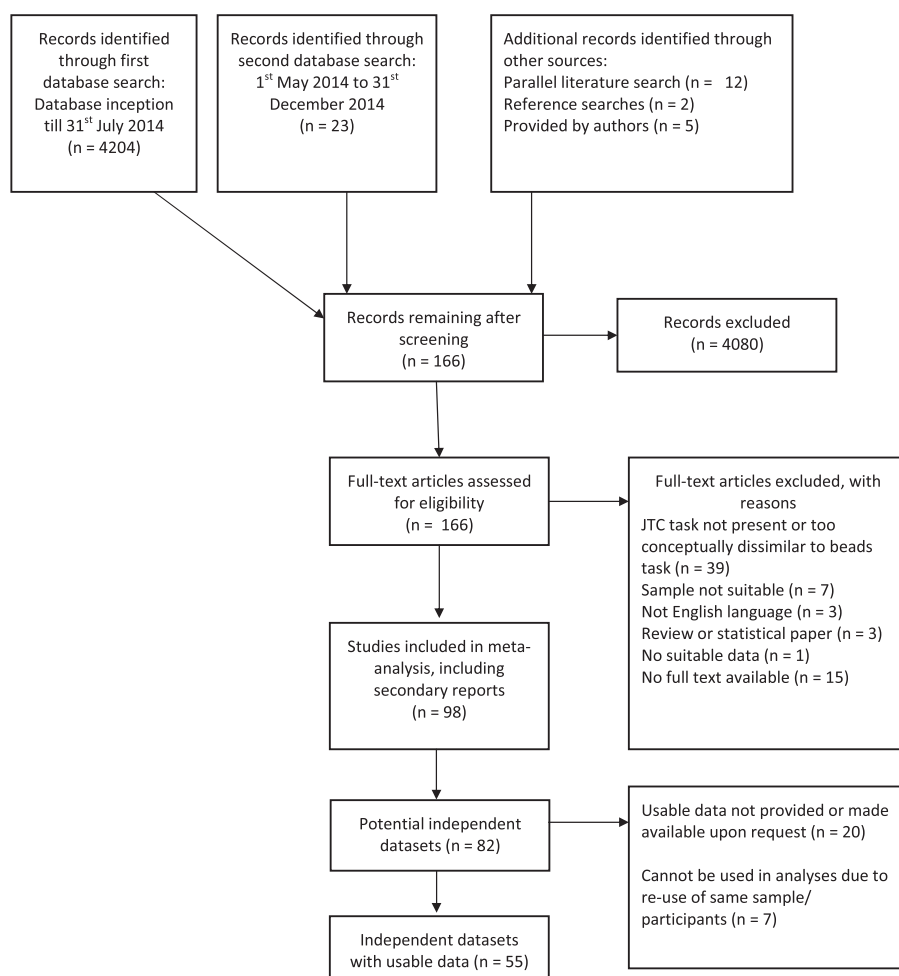 Records identified
through first
database search:
Database inception
till 31st July 2014
(n = 4204)
Records identified through
second database search:
1st May 2014 to 31st
December 2014
(n = 23)
Additional records identified through
other sources:
Parallel literature search (n = 12)
Reference searches (n = 2)
Provided by authors (n = 5)
Records remaining after
screening
(n = 166)
Records excluded
(n = 4080)
Full-text articles assessed
for eligibility
(n = 166)
Full-text articles excluded, with
reasons
JTC task not present or too
conceptually dissimilar to beads
task (n = 39)
Sample not suitable (n = 7)
Not English language (n = 3)
Review or statistical paper (n = 3)
No suitable data (n = 1)
No full text available (n = 15)
Studies included in meta-
analysis, including
secondary reports
(n = 98)
Potential independent
datasets (n = 82)
Usable data not provided or made
available upon request (n = 20)
Cannot be used in analyses due to
re-use of same sample/
participants (n = 7)
Independent datasets
with usable data (n = 55)